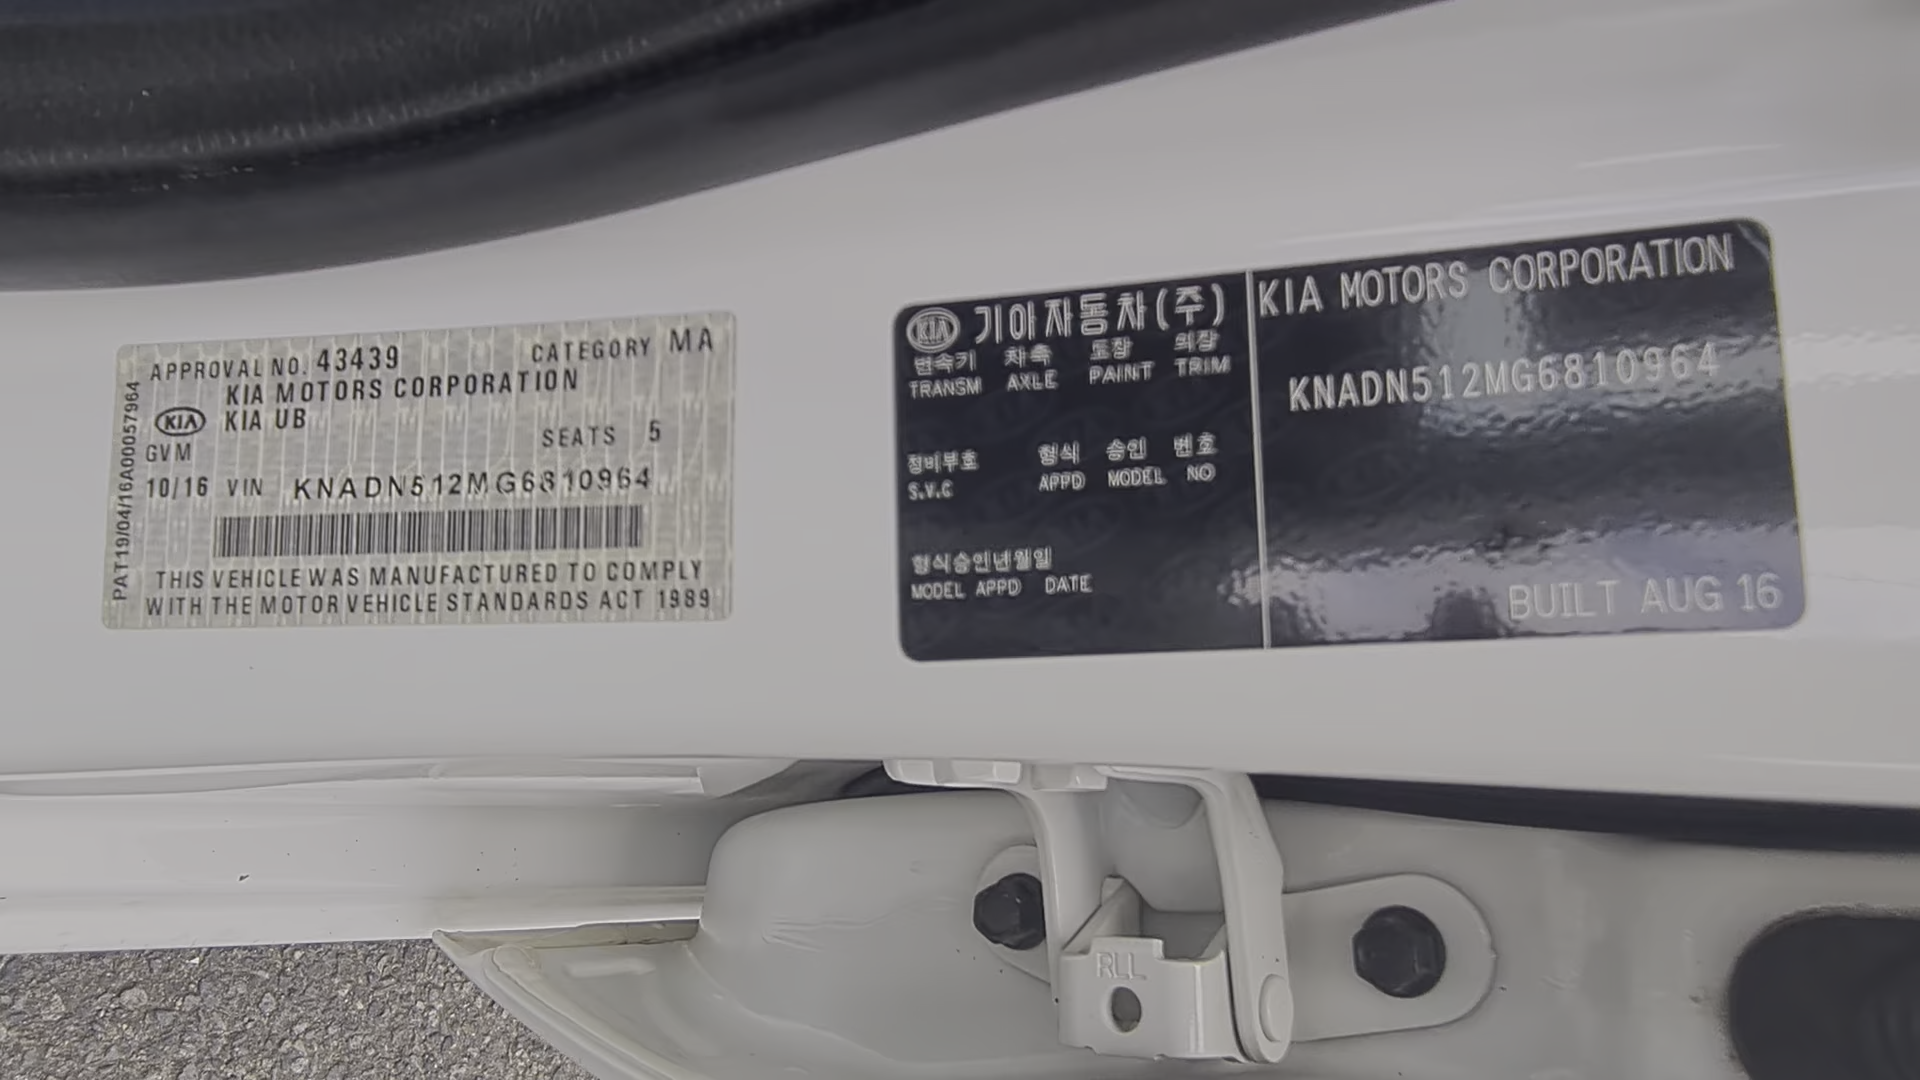 APPROVAL NO. 43439 CATEGORY MA
KIA MOTORS CORPORATION
KIA KIA UB
SEATS 5
GVM
10/16 VIN KNADN512MG6810964
THIS VEHICLE WAS MANUFACTURED TO COMPLY
WITH THE MOTOR VEHICLE STANDARDS ACT 1989
PAT19/04/16A00057964
KIA 기아자동차(주)
변속기 차축 도장 의장
TRANSM AXLE PAINT TRIM
정비부호 형식 승인 번호
S.V.C APPD MODEL NO
형식승인년월일
MODEL APPD DATE
KIA MOTORS CORPORATION
KNADN512MG6810964
BUILT AUG 16
RLL